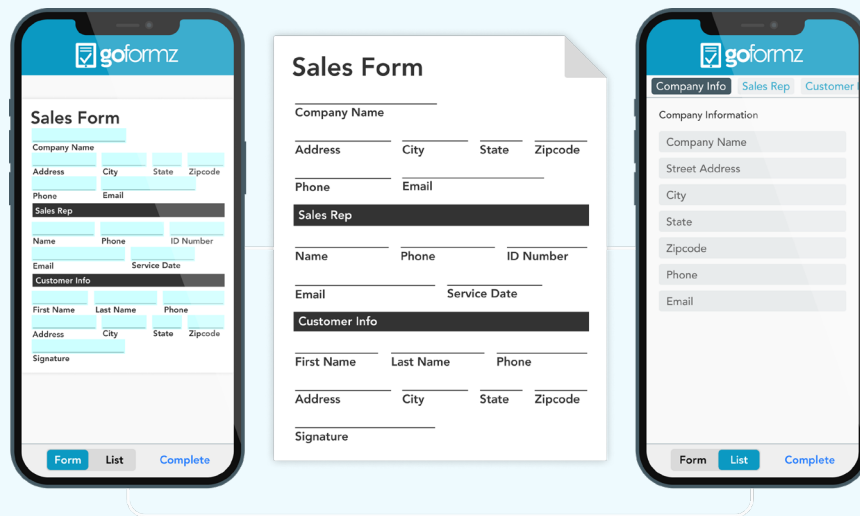 goformz
Sales Form
Company Name
Address City State Zipcode
Phone Email
Sales Rep
Name Phone ID Number
Email Service Date
Customer Info
First Name Last Name Phone
Address City State Zipcode
Signature
Form List Complete
Sales Form
Company Name
Address City State Zipcode
Phone Email
Sales Rep
Name Phone ID Number
Email Service Date
Customer Info
First Name Last Name Phone
Address City State Zipcode
Signature
goformz
Company Info Sales Rep Customer
Company Information
Company Name
Street Address
City
State
Zipcode
Phone
Email
Form List Complete